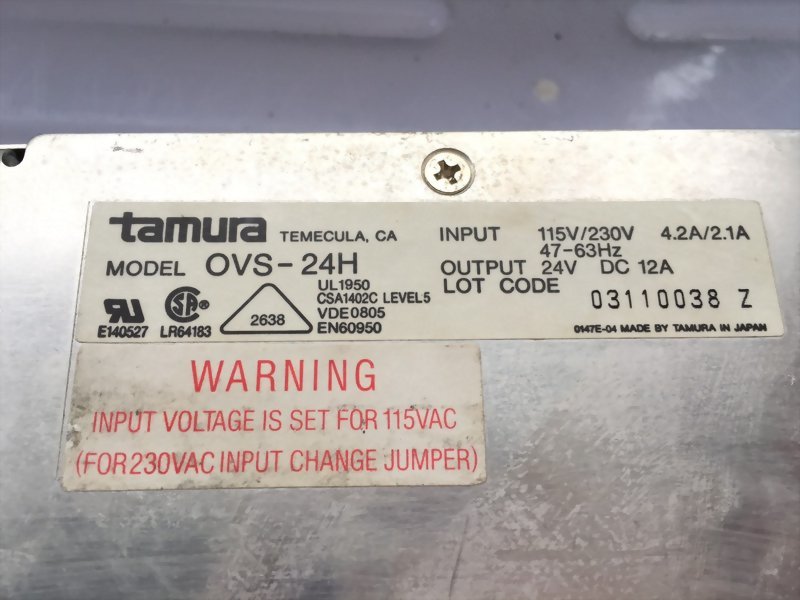 tamura TEMECULA, CA
MODEL OVS-24H
INPUT 115V/230V 4.2A/2.1A
47-63Hz
OUTPUT 24V DC 12A
LOT CODE 03110038 Z
UL1950
CSA1402C LEVEL5
VDE0805
EN60950
E140527 LR64183 2638
0147E-04 MADE BY TAMURA IN JAPAN
WARNING
INPUT VOLTAGE IS SET FOR 115VAC
(FOR 230VAC INPUT CHANGE JUMPER)